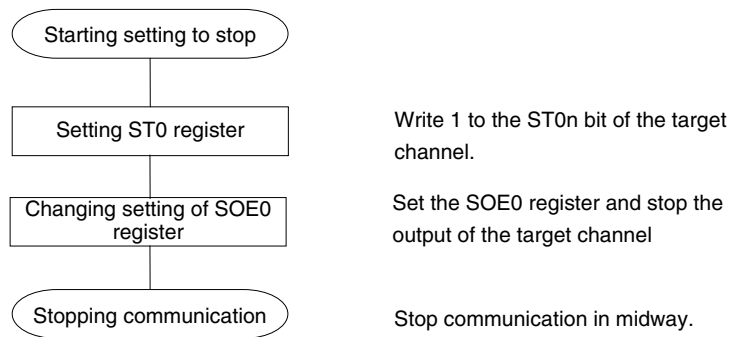 Starting setting to stop
Setting ST0 register
Write 1 to the ST0n bit of the target
channel.
Changing setting of SOE0
register
Set the SOE0 register and stop the
output of the target channel
Stopping communication
Stop communication in midway.